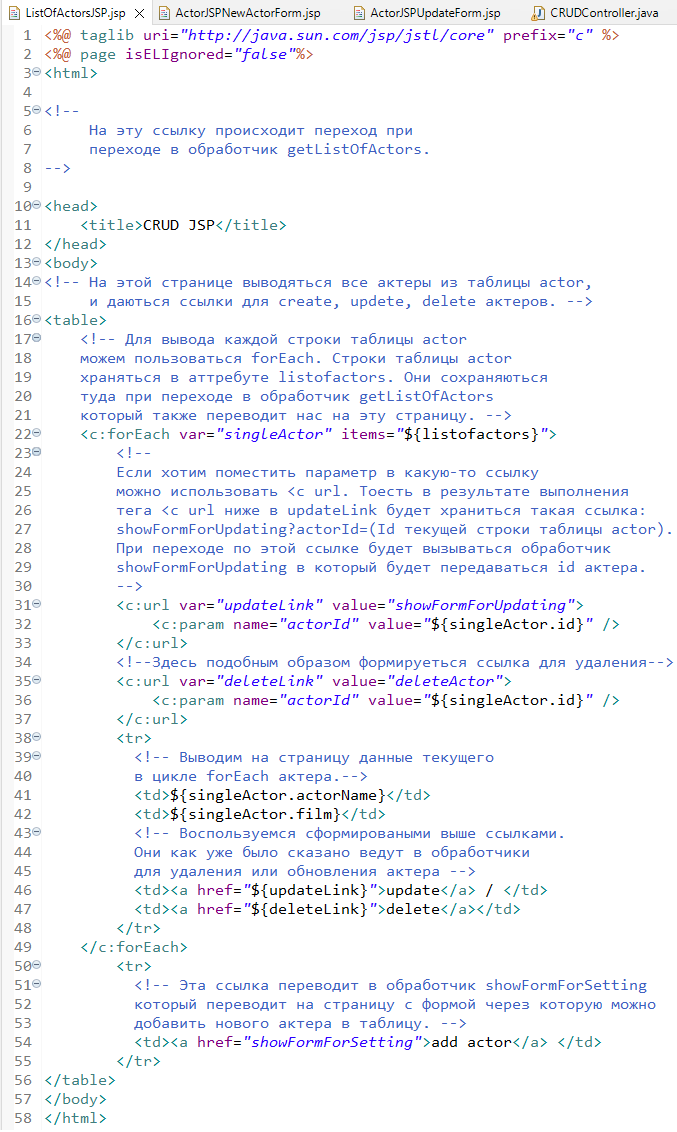 ListOfActorsJSP.jsp ActorJSPNewActorForm.jsp ActorJSPUpdateForm.jsp CRUDController.java
1 <%@ taglib uri="http://java.sun.com/jsp/jstl/core" prefix="c" %>
2 <%@ page isELIgnored="false"%>
3 <html>
4
5 <!--
6 На эту ссылку происходит переход при
7 переходе в обработчик getListOfActors.
8 -->
9
10 <head>
11 <title>CRUD JSP</title>
12 </head>
13 <body>
14 <!-- На этой странице выводяться все актеры из таблицы actor,
15 и даються ссылки для create, updete, delete актеров. -->
16 <table>
17 <!-- Для вывода каждой строки таблицы actor
18 можем пользоваться forEach. Строки таблицы actor
19 храняться в аттребуте listofactors. Они сохраняються
20 туда при переходе в обработчик getListOfActors
21 который также переводит нас на эту страницу. -->
22 <c:forEach var="singleActor" items="${listofactors}">
23 <!--
24 Если хотим поместить параметр в какую-то ссылку
25 можно использовать <c url. Тоесть в результате выполнения
26 тега <c url ниже в updateLink будет храниться такая ссылка:
27 showFormForUpdating?actorId=(Id текущей строки таблицы actor).
28 При переходе по этой ссылке будет вызываться обработчик
29 showFormForUpdating в который будет передаваться id актера.
30 -->
31 <c:url var="updateLink" value="showFormForUpdating">
32 <c:param name="actorId" value="${singleActor.id}" />
33 </c:url>
34 <!--Здесь подобным образом формируеться ссылка для удаления-->
35 <c:url var="deleteLink" value="deleteActor">
36 <c:param name="actorId" value="${singleActor.id}" />
37 </c:url>
38 <tr>
39 <!-- Выводим на страницу данные текущего
40 в цикле forEach актера.-->
41 <td>${singleActor.actorName}</td>
42 <td>${singleActor.film}</td>
43 <!-- Воспользуемся сформироваными выше ссылками.
44 Они как уже было сказано ведут в обработчики
45 для удаления или обновления актера -->
46 <td><a href="${updateLink}">update</a> / </td>
47 <td><a href="${deleteLink}">delete</a></td>
48 </tr>
49 </c:forEach>
50 <tr>
51 <!-- Эта ссылка переводит в обработчик showFormForSetting
52 который переводит на страницу с формой через которую можно
53 добавить нового актера в таблицу. -->
54 <td><a href="showFormForSetting">add actor</a> </td>
55 </tr>
56 </table>
57 </body>
58 </html>